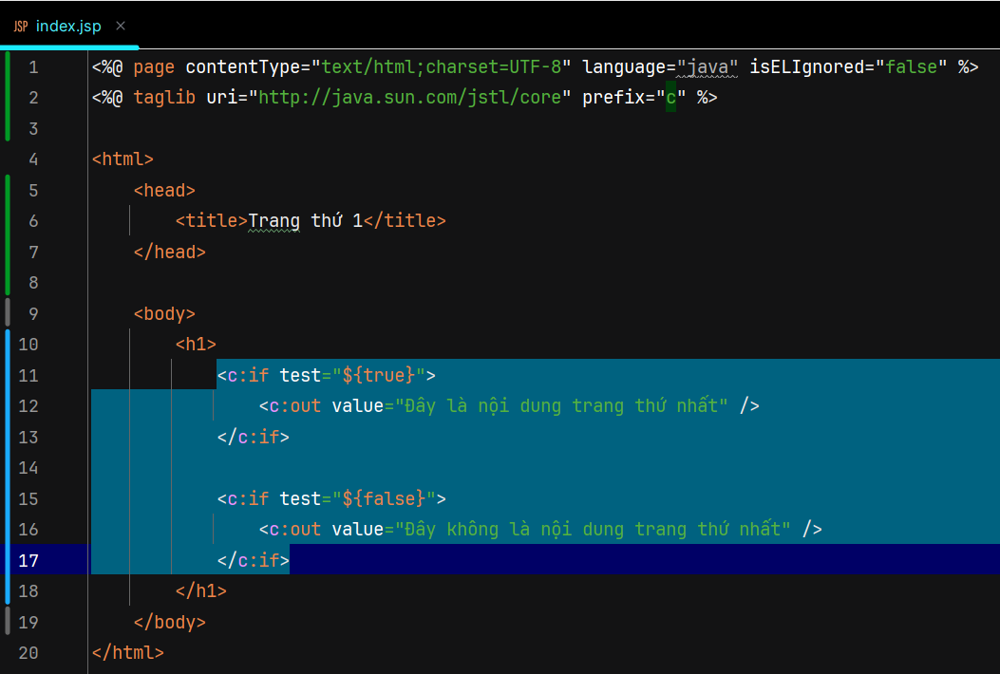 JSP index.jsp ×
1 <%@ page contentType="text/html;charset=UTF-8" language="java" isELIgnored="false" %>
2 <%@ taglib uri="http://java.sun.com/jstl/core" prefix="c" %>
3
4 <html>
5     <head>
6         <title>Trang thứ 1</title>
7     </head>
8
9     <body>
10         <h1>
11             <c:if test="${true}">
12                 <c:out value="Đây là nội dung trang thứ nhất" />
13             </c:if>
14
15             <c:if test="${false}">
16                 <c:out value="Đây không là nội dung trang thứ nhất" />
17             </c:if>
18         </h1>
19     </body>
20 </html>